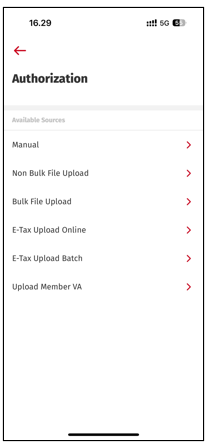 16.29
5G
Authorization
Available Sources
Manual
Non Bulk File Upload
Bulk File Upload
E-Tax Upload Online
E-Tax Upload Batch
Upload Member VA